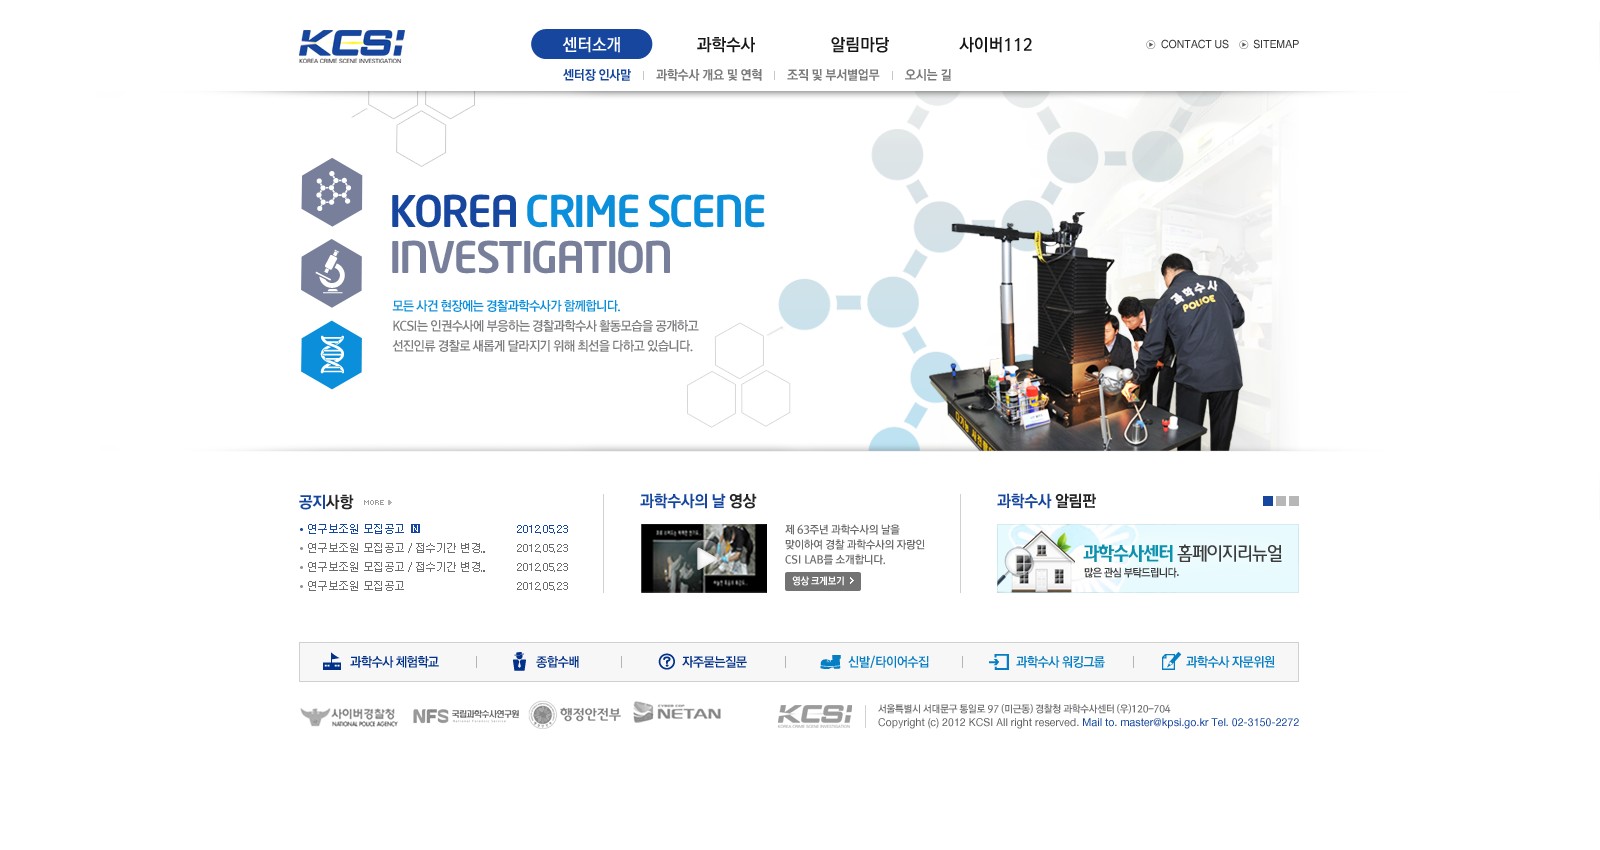 KCSI
KOREA CRIME SCENE INVESTIGATION
센터소개
과학수사
알림마당
사이버112
CONTACT US
SITEMAP
센터장 인사말
과학수사 개요 및 연혁
조직 및 부서별업무
오시는 길
KOREA CRIME SCENE
INVESTIGATION
모든 사건 현장에는 경찰과학수사가 함께합니다.
KCSI는 인권수사에 부응하는 경찰과학수사 활동모습을 공개하고
선진인류 경찰로 새롭게 달라지기 위해 최선을 다하고 있습니다.
과학수사
POLICE
공지사항
MORE
연구보조원 모집공고 N 2012.05.23
연구보조원 모집공고 / 접수기간 변경.. 2012.05.23
연구보조원 모집공고 / 접수기간 변경.. 2012.05.23
연구보조원 모집공고 2012.05.23
과학수사의 날 영상
제 63주년 과학수사의 날을
맞이하여 경찰 과학수사의 자랑인
CSI LAB를 소개합니다.
영상 크게보기
과학수사 알림판
과학수사센터 홈페이지리뉴얼
많은 관심 부탁드립니다.
과학수사 체험학교
종합수배
자주묻는질문
신발/타이어수집
과학수사 워킹그룹
과학수사 자문위원
사이버경찰청
NATIONAL POLICE AGENCY
NFS 국립과학수사연구원
행정안전부
NETAN
KCSI
KOREA CRIME SCENE INVESTIGATION
서울특별시 서대문구 통일로 97 (미근동) 경찰청 과학수사센터 (우)120-704
Copyright (c) 2012 KCSI All right reserved. Mail to. master@kpsi.go.kr Tel. 02-3150-2272